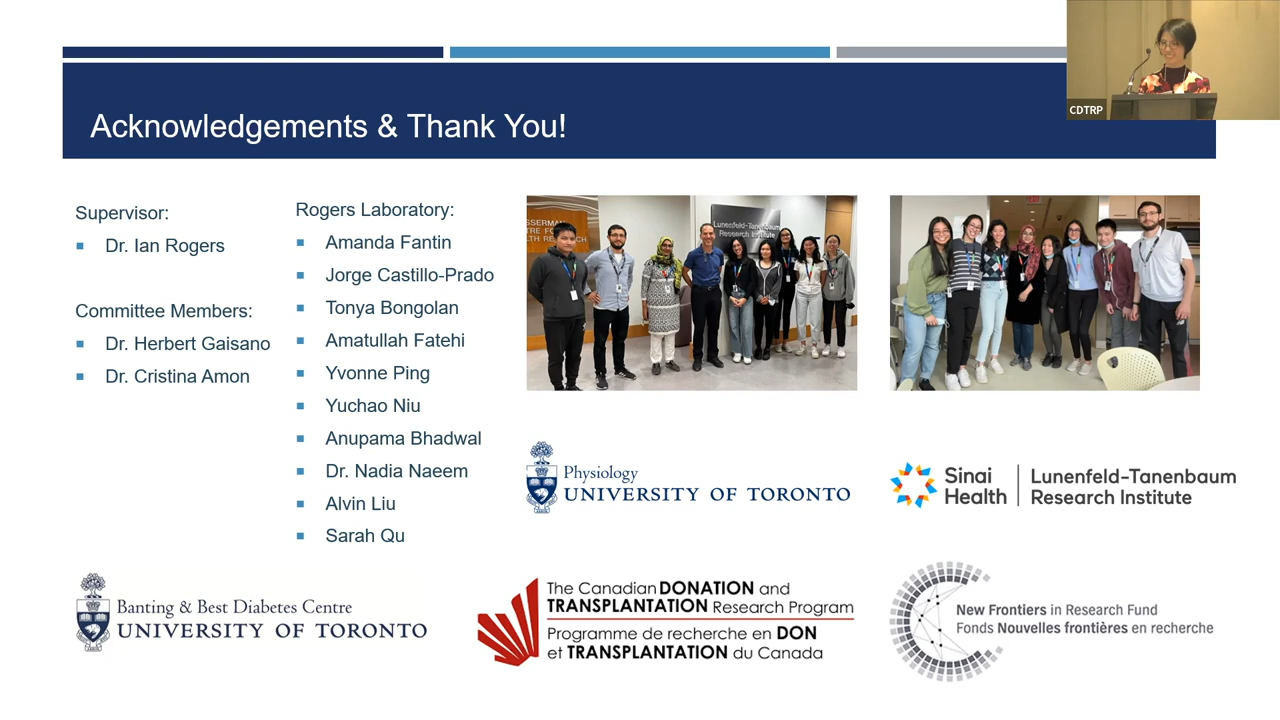 CDTRP
Acknowledgements & Thank You!
Supervisor:
Dr. Ian Rogers
Committee Members:
Dr. Herbert Gaisano
Dr. Cristina Amon
Rogers Laboratory:
Amanda Fantin
Jorge Castillo-Prado
Tonya Bongolan
Amatullah Fatehi
Yvonne Ping
Yuchao Niu
Anupama Bhadwal
Dr. Nadia Naeem
Alvin Liu
Sarah Qu
Lunenfeld-Tanenbaum
Research Institute
Physiology
UNIVERSITY OF TORONTO
Sinai
Health
Lunenfeld-Tanenbaum
Research Institute
Banting & Best Diabetes Centre
UNIVERSITY OF TORONTO
The Canadian DONATION and
TRANSPLANTATION Research Program
Programme de recherche en DON
et TRANSPLANTATION du Canada
New Frontiers in Research Fund
Fonds Nouvelles frontières en recherche